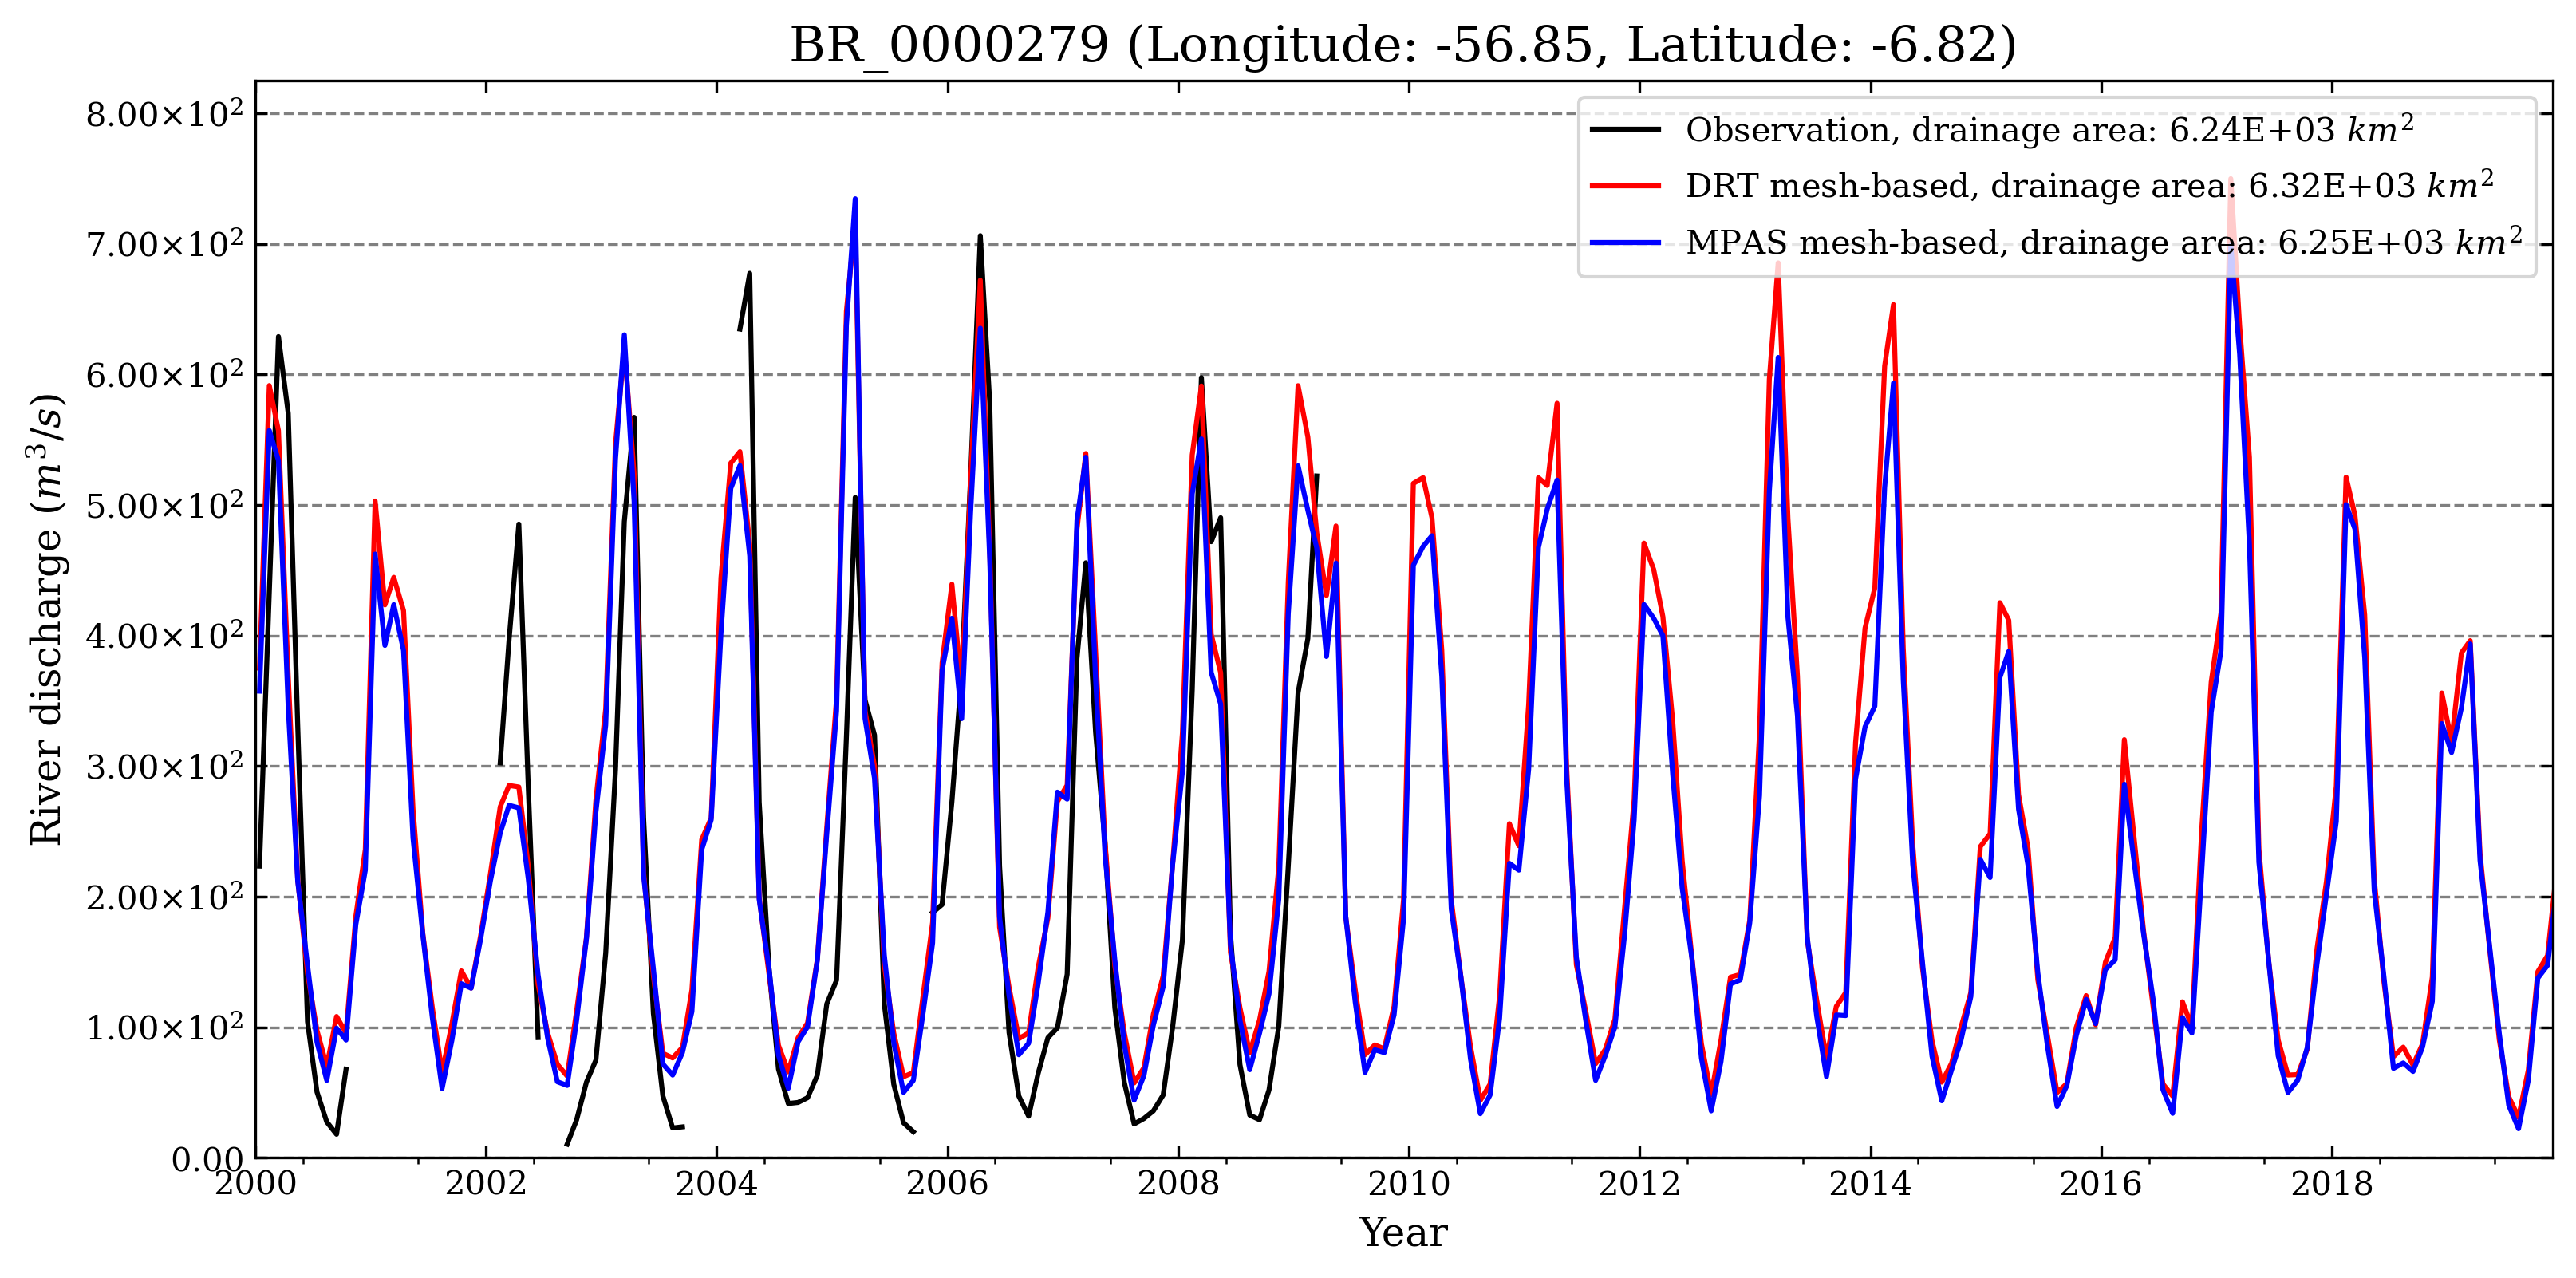 BR_0000279 (Longitude: -56.85, Latitude: -6.82)
8.00×10²
7.00×10²
6.00×10²
5.00×10²
4.00×10²
3.00×10²
2.00×10²
1.00×10²
0.00
River discharge (m³/s)
Observation, drainage area: 6.24E+03 km²
DRT mesh-based, drainage area: 6.32E+03 km²
MPAS mesh-based, drainage area: 6.25E+03 km²
2000 2002 2004 2006 2008 2010 2012 2014 2016 2018
Year